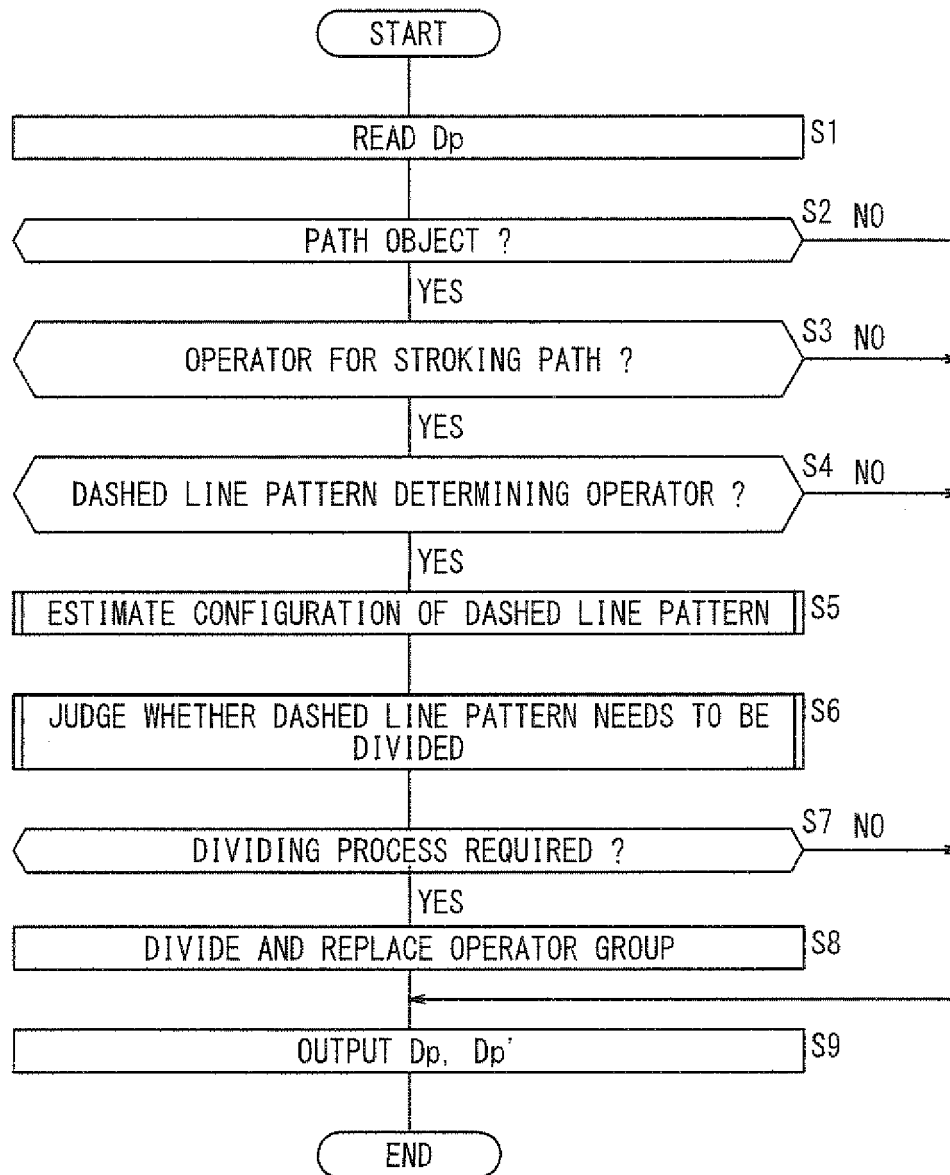 START
READ Dp S1
PATH OBJECT ? S2 NO
YES
OPERATOR FOR STROKING PATH ? S3 NO
YES
DASHED LINE PATTERN DETERMINING OPERATOR ? S4 NO
YES
ESTIMATE CONFIGURATION OF DASHED LINE PATTERN S5
JUDGE WHETHER DASHED LINE PATTERN NEEDS TO BE S6
DIVIDED
DIVIDING PROCESS REQUIRED ? S7 NO
YES
DIVIDE AND REPLACE OPERATOR GROUP S8
OUTPUT Dp, Dp' S9
END